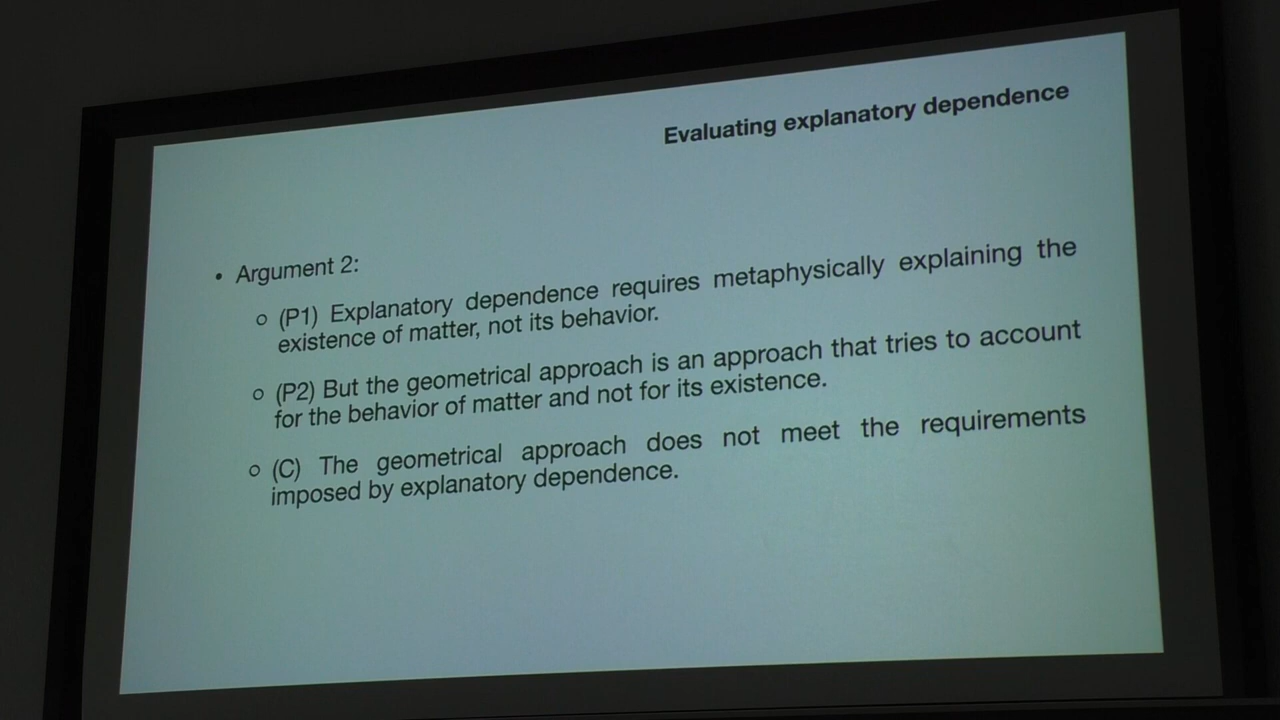 Evaluating explanatory dependence
• Argument 2:
○ (P1) Explanatory dependence requires metaphysically explaining the
existence of matter, not its behavior.
○ (P2) But the geometrical approach is an approach that tries to account
for the behavior of matter and not for its existence.
○ (C) The geometrical approach does not meet the requirements
imposed by explanatory dependence.